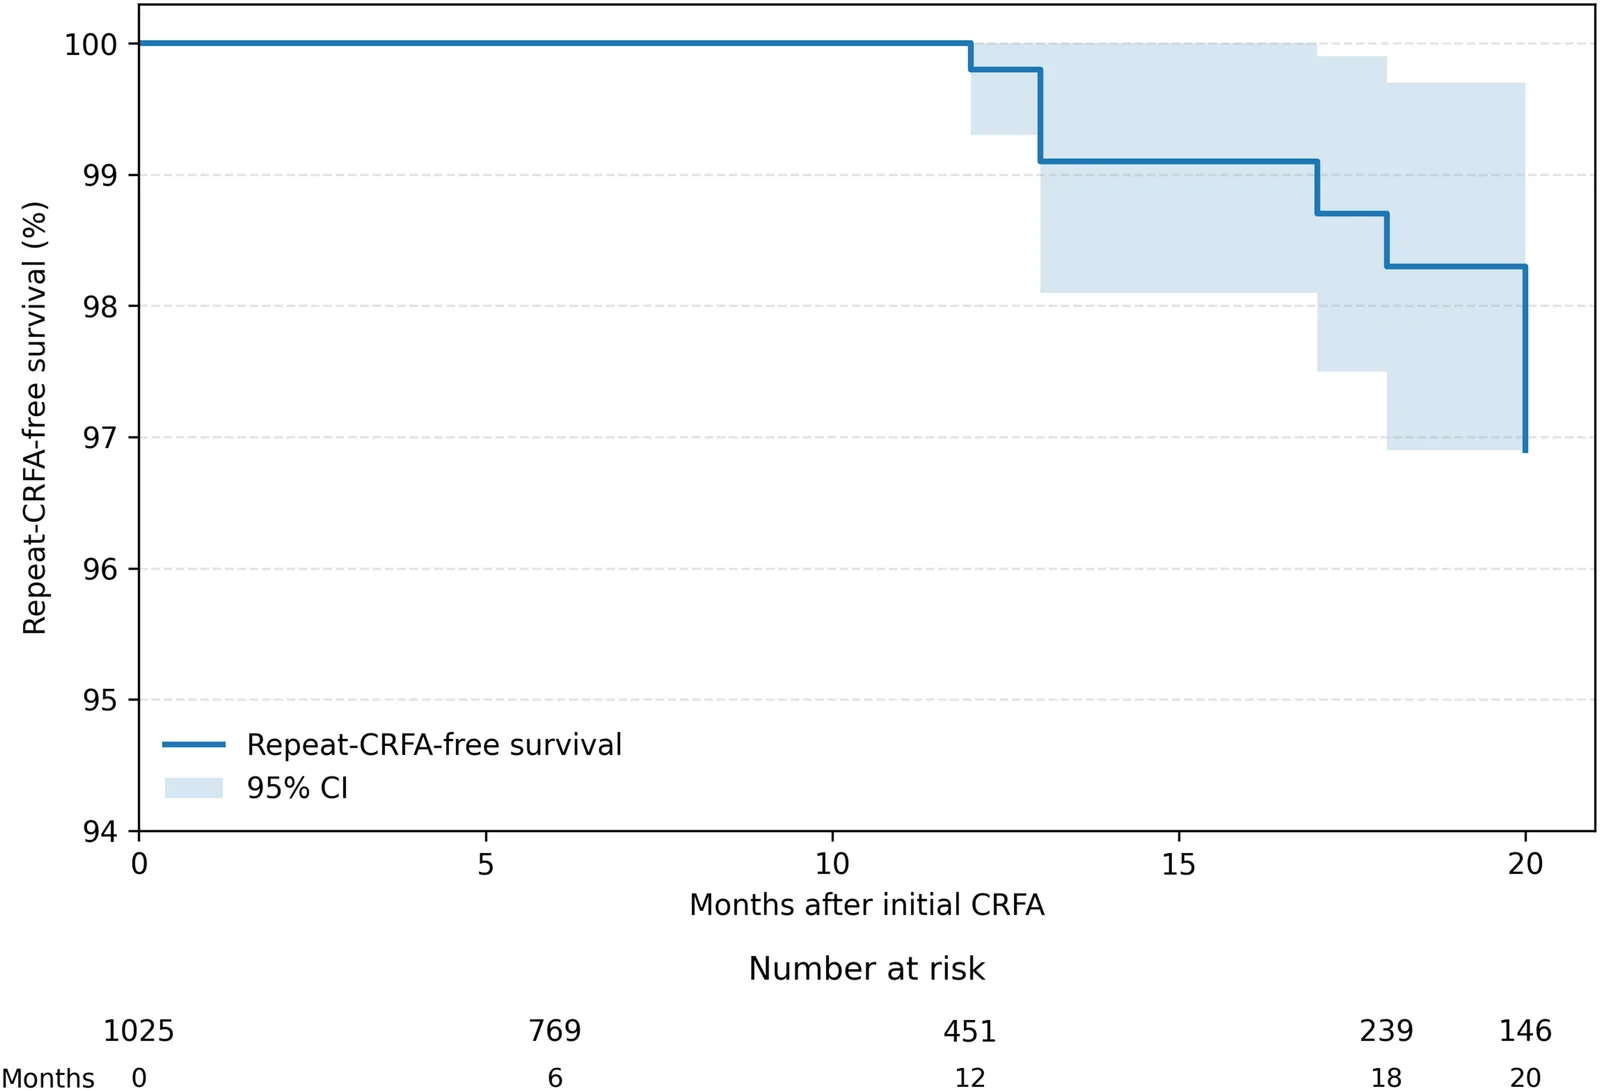 100
99
98
97
96
95
94
Repeat-CRFA-free survival (%)
Repeat-CRFA-free survival
95% CI
0 5 10 15 20
Months after initial CRFA
Number at risk
1025 769 451 239 146
Months 0 6 12 18 20